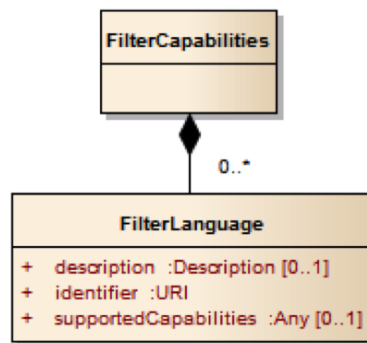 FilterCapabilities
0..*
FilterLanguage
+ description :Description [0..1]
+ identifier :URI
+ supportedCapabilities :Any [0..1]